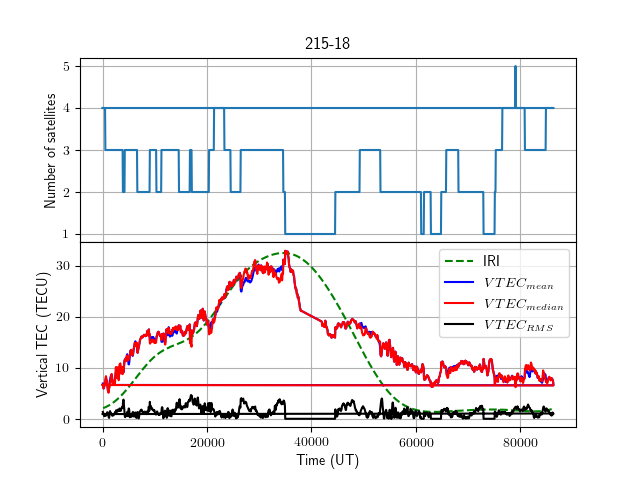 215-18
Number of satellites
5
4
3
2
1
Vertical TEC (TECU)
30
20
10
0
IRI
VTEC_mean
VTEC_median
VTEC_RMS
0 20000 40000 60000 80000
Time (UT)